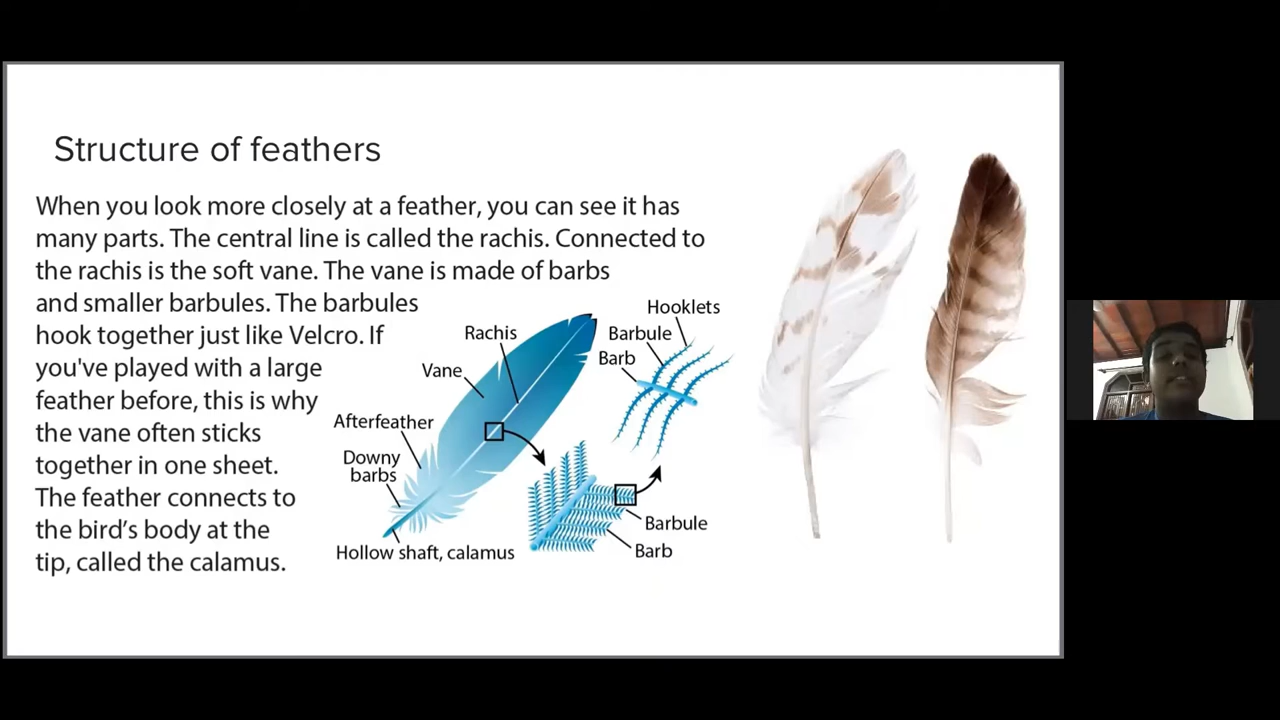 Structure of feathers
When you look more closely at a feather, you can see it has
many parts. The central line is called the rachis. Connected to
the rachis is the soft vane. The vane is made of barbs
and smaller barbules. The barbules
hook together just like Velcro. If
you've played with a large
feather before, this is why
the vane often sticks
together in one sheet.
The feather connects to
the bird's body at the
tip, called the calamus.
Rachis
Vane
Afterfeather
Downy
barbs
Hollow shaft, calamus
Hooklets
Barbule
Barb
Barbule
Barb